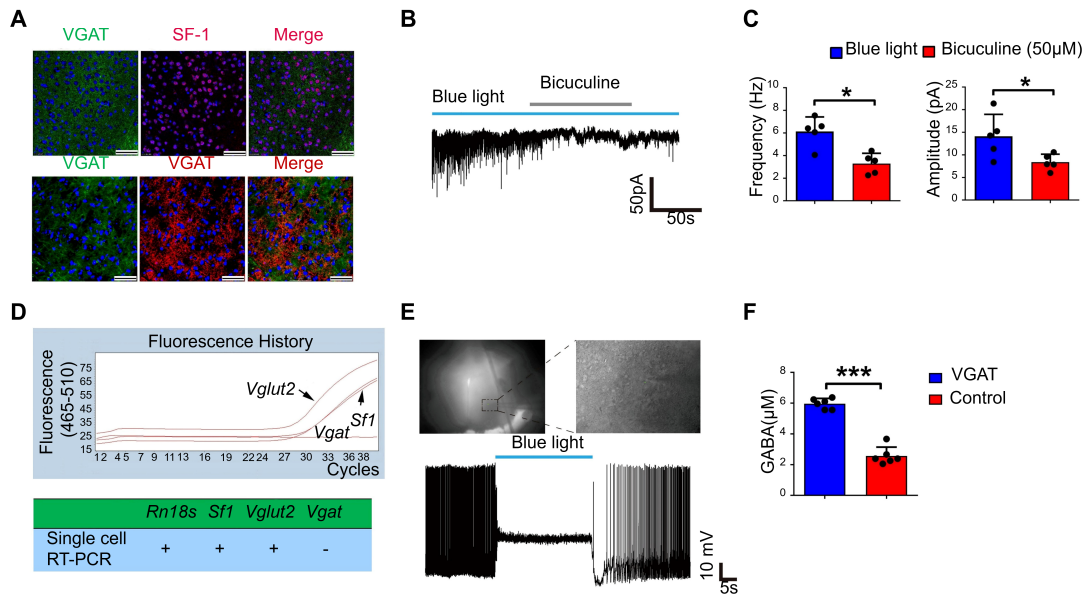 A
VGAT
SF-1
Merge
VGAT
VGAT
Merge
B
Blue light
Bicuculine
50pA
50s
C
Blue light
Bicuculine (50μM)
Frequency (Hz)
10
8
6
4
2
0
*
Amplitude (pA)
25
20
15
10
5
0
*
D
Fluorescence History
Fluorescence
(465-510)
75
65
55
45
35
25
15
Vglut2
Vgat
Sf1
1 2 4 5 7 9 11 13 16 19 22 24 27 30 33 36 38
Cycles
Rn18s Sf1 Vglut2 Vgat
Single cell
RT-PCR
+ + + -
E
Blue light
10 mV
5s
F
GABA(μM)
8
6
4
2
0
***
VGAT
Control